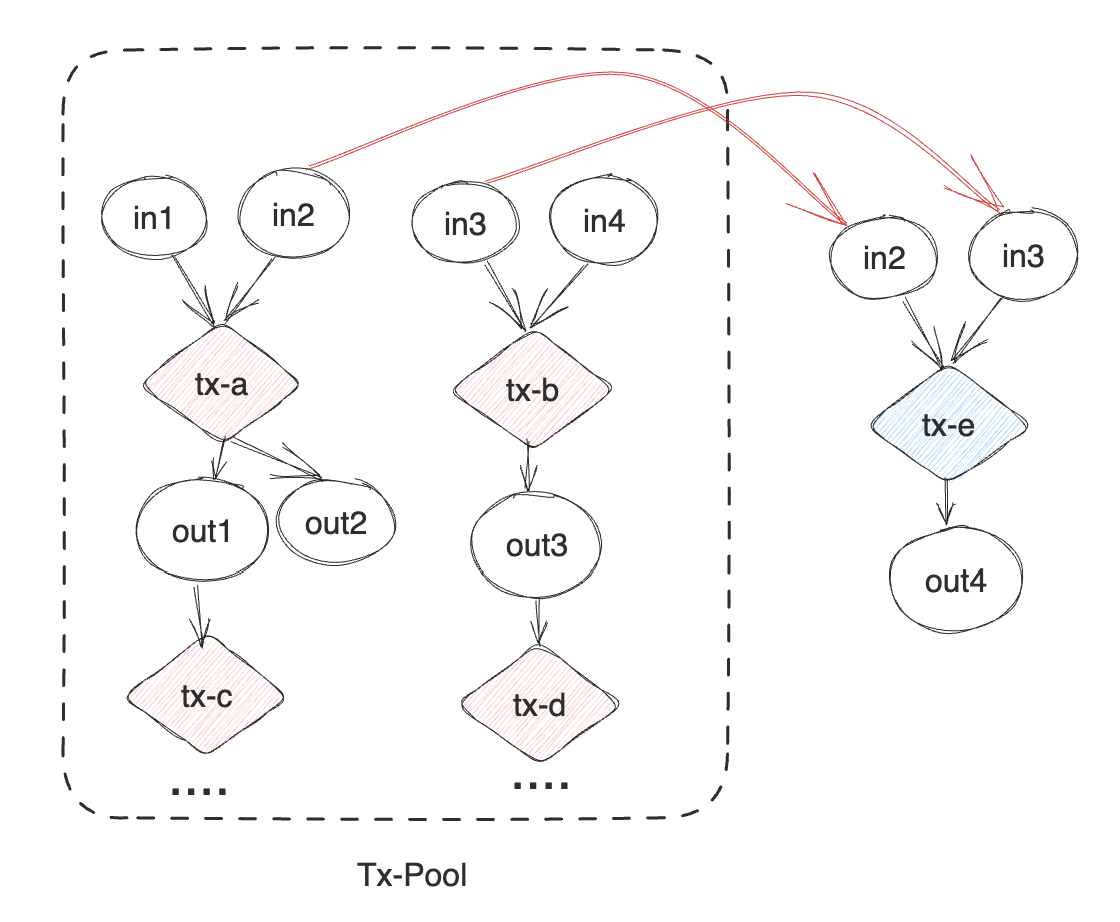 in1
in2
in3
in4
in2
in3
tx-a
tx-b
tx-e
out1
out2
out3
out4
tx-c
tx-d
....
....
Tx-Pool